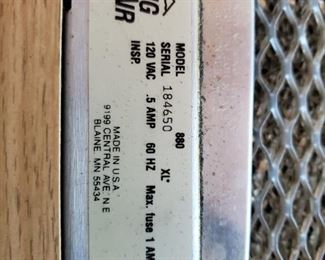 MODEL 880 XL*
SERIAL 184650
120 VAC .5 AMP 60 HZ Max. fuse 1 AM
INSP.
MADE IN U.S.A.
9199 CENTRAL AVE. N E
BLAINE MN 55434